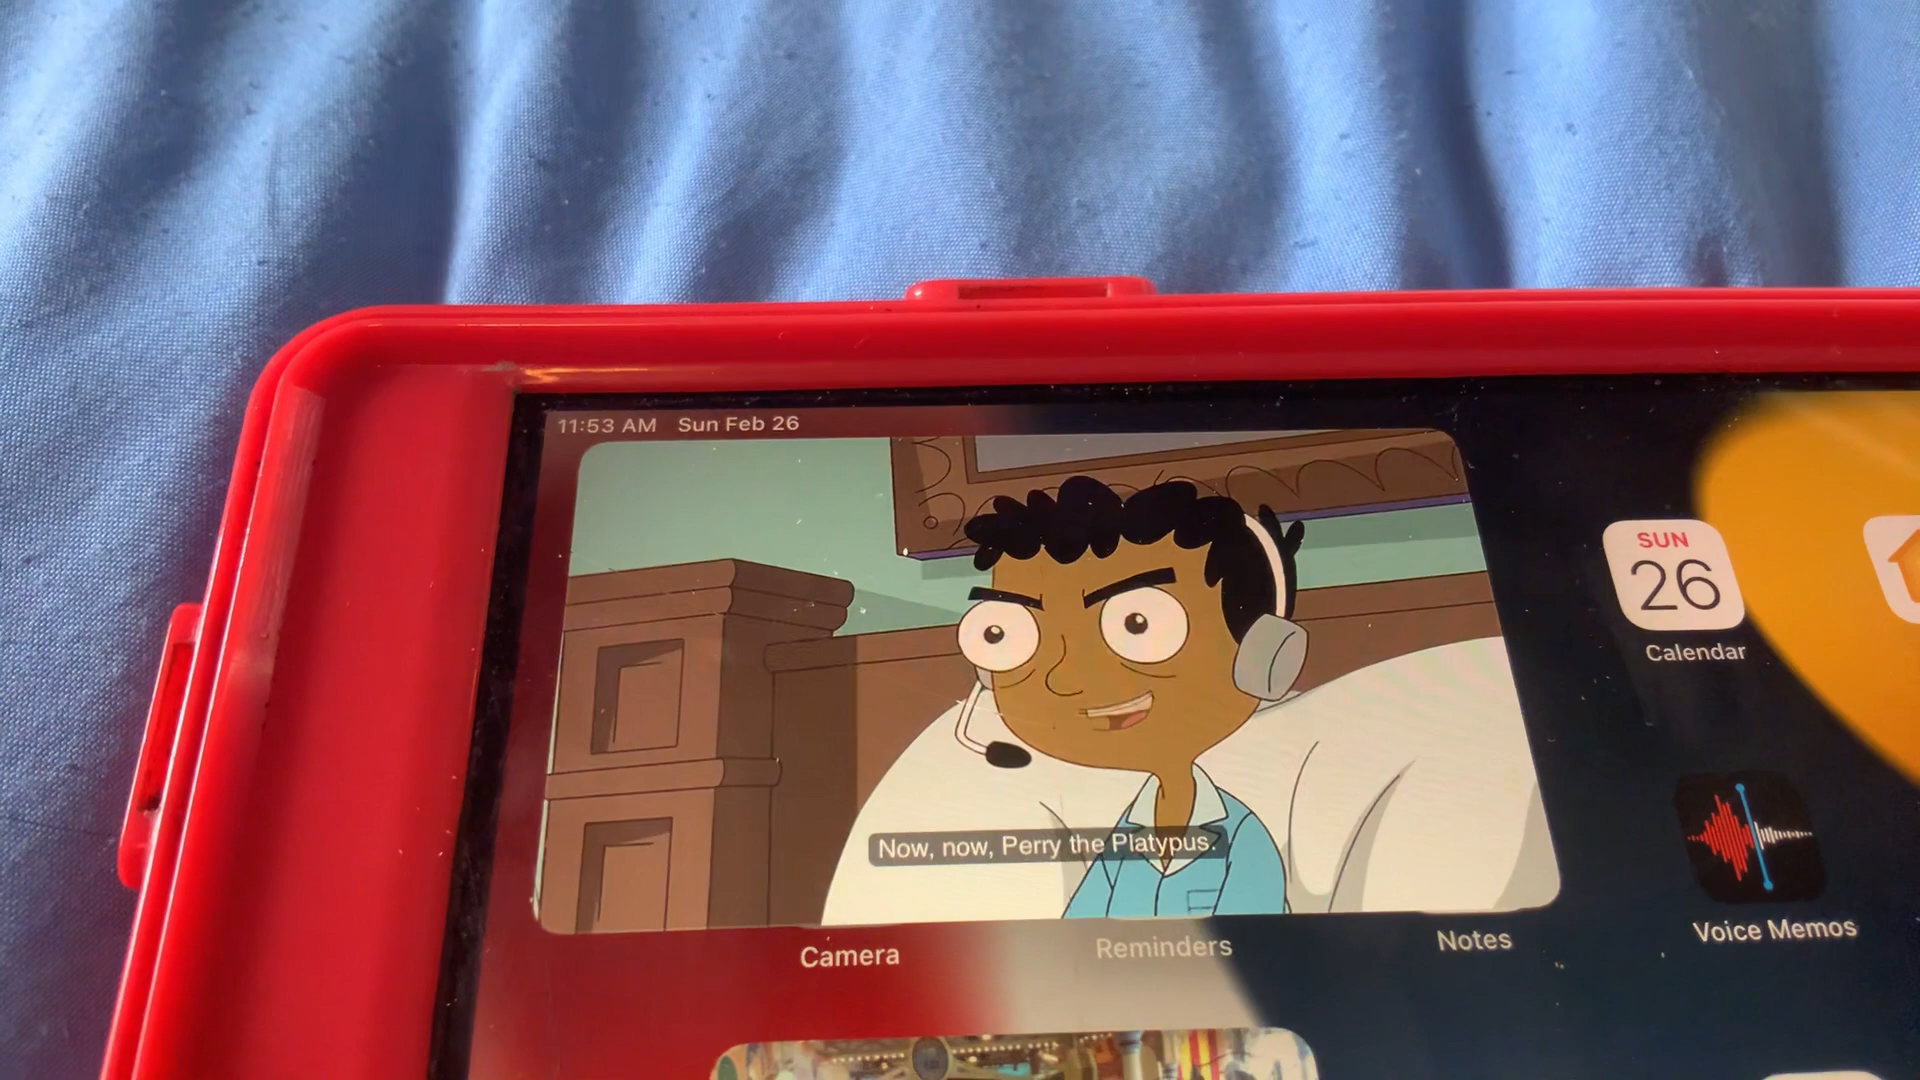 11:53 AM Sun Feb 26
SUN
26
Calendar
Now, now, Perry the Platypus.
Camera
Reminders
Notes
Voice Memos